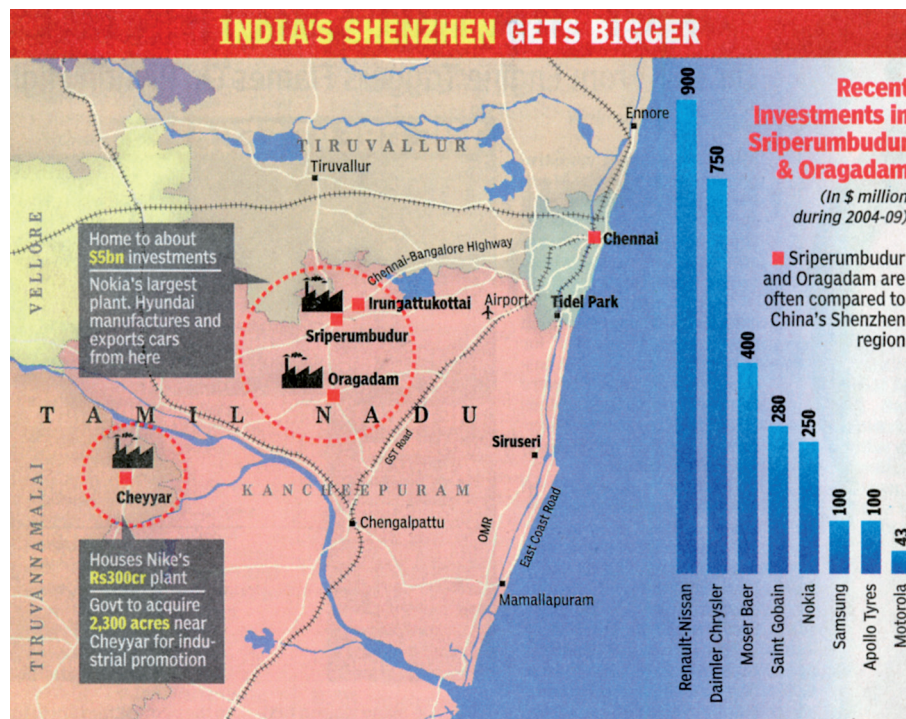 INDIA'S SHENZHEN GETS BIGGER
Ennore
TIRUVALLUR
Tiruvallur
VELLORE
Home to about
$5bn investments
Nokia's largest
plant. Hyundai
manufactures and
exports cars
from here
Chennai-Bangalore Highway
Chennai
Irungattukottai
Airport
Tidel Park
Sriperumbudur
Oragadam
TAMIL NADU
GST Road
Siruseri
Cheyyar
KANCHEEPURAM
Chengalpattu
OMR
East Coast Road
Mamallapuram
TIRUVANNAMALAI
Houses Nike's
Rs300cr plant
Govt to acquire
2,300 acres near
Cheyyar for indu-
strial promotion
Recent
Investments in
Sriperumbudur
& Oragadam
(In $ million
during 2004-09)
Sriperumbudur
and Oragadam are
often compared to
China's Shenzhen
region
900
750
400
280
250
100
100
43
Renault-Nissan
Daimler Chrysler
Moser Baer
Saint Gobain
Nokia
Samsung
Apollo Tyres
Motorola